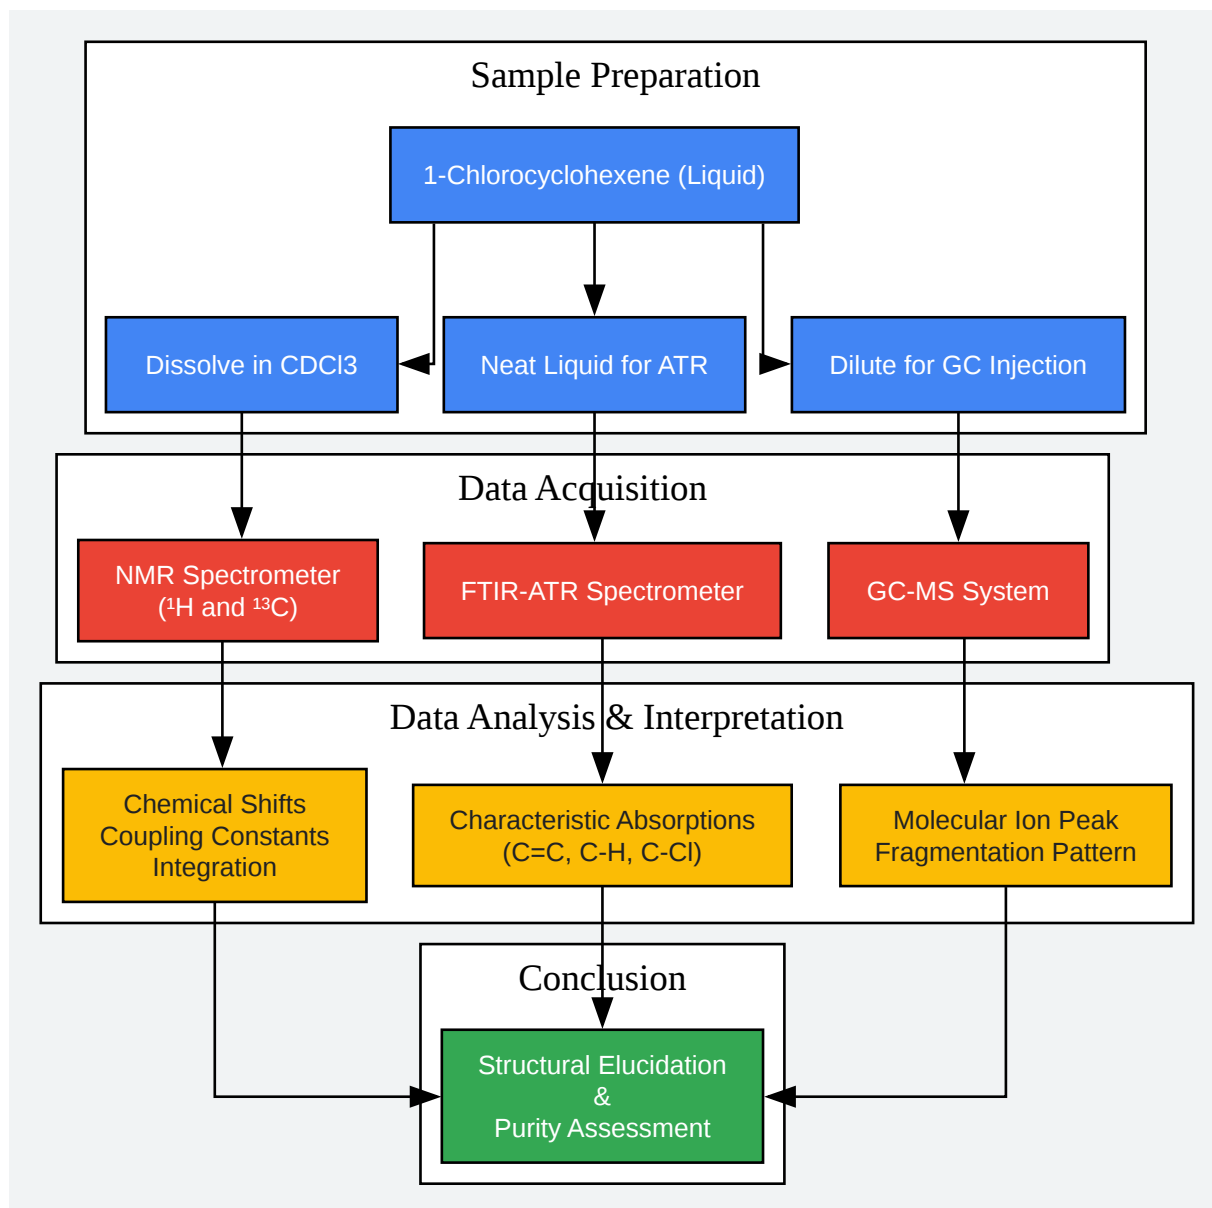 Sample Preparation
1-Chlorocyclohexene (Liquid)
Dissolve in CDCl3
Neat Liquid for ATR
Dilute for GC Injection
Data Acquisition
NMR Spectrometer
(¹H and ¹³C)
FTIR-ATR Spectrometer
GC-MS System
Data Analysis & Interpretation
Chemical Shifts
Coupling Constants
Integration
Characteristic Absorptions
(C=C, C-H, C-Cl)
Molecular Ion Peak
Fragmentation Pattern
Conclusion
Structural Elucidation
&
Purity Assessment